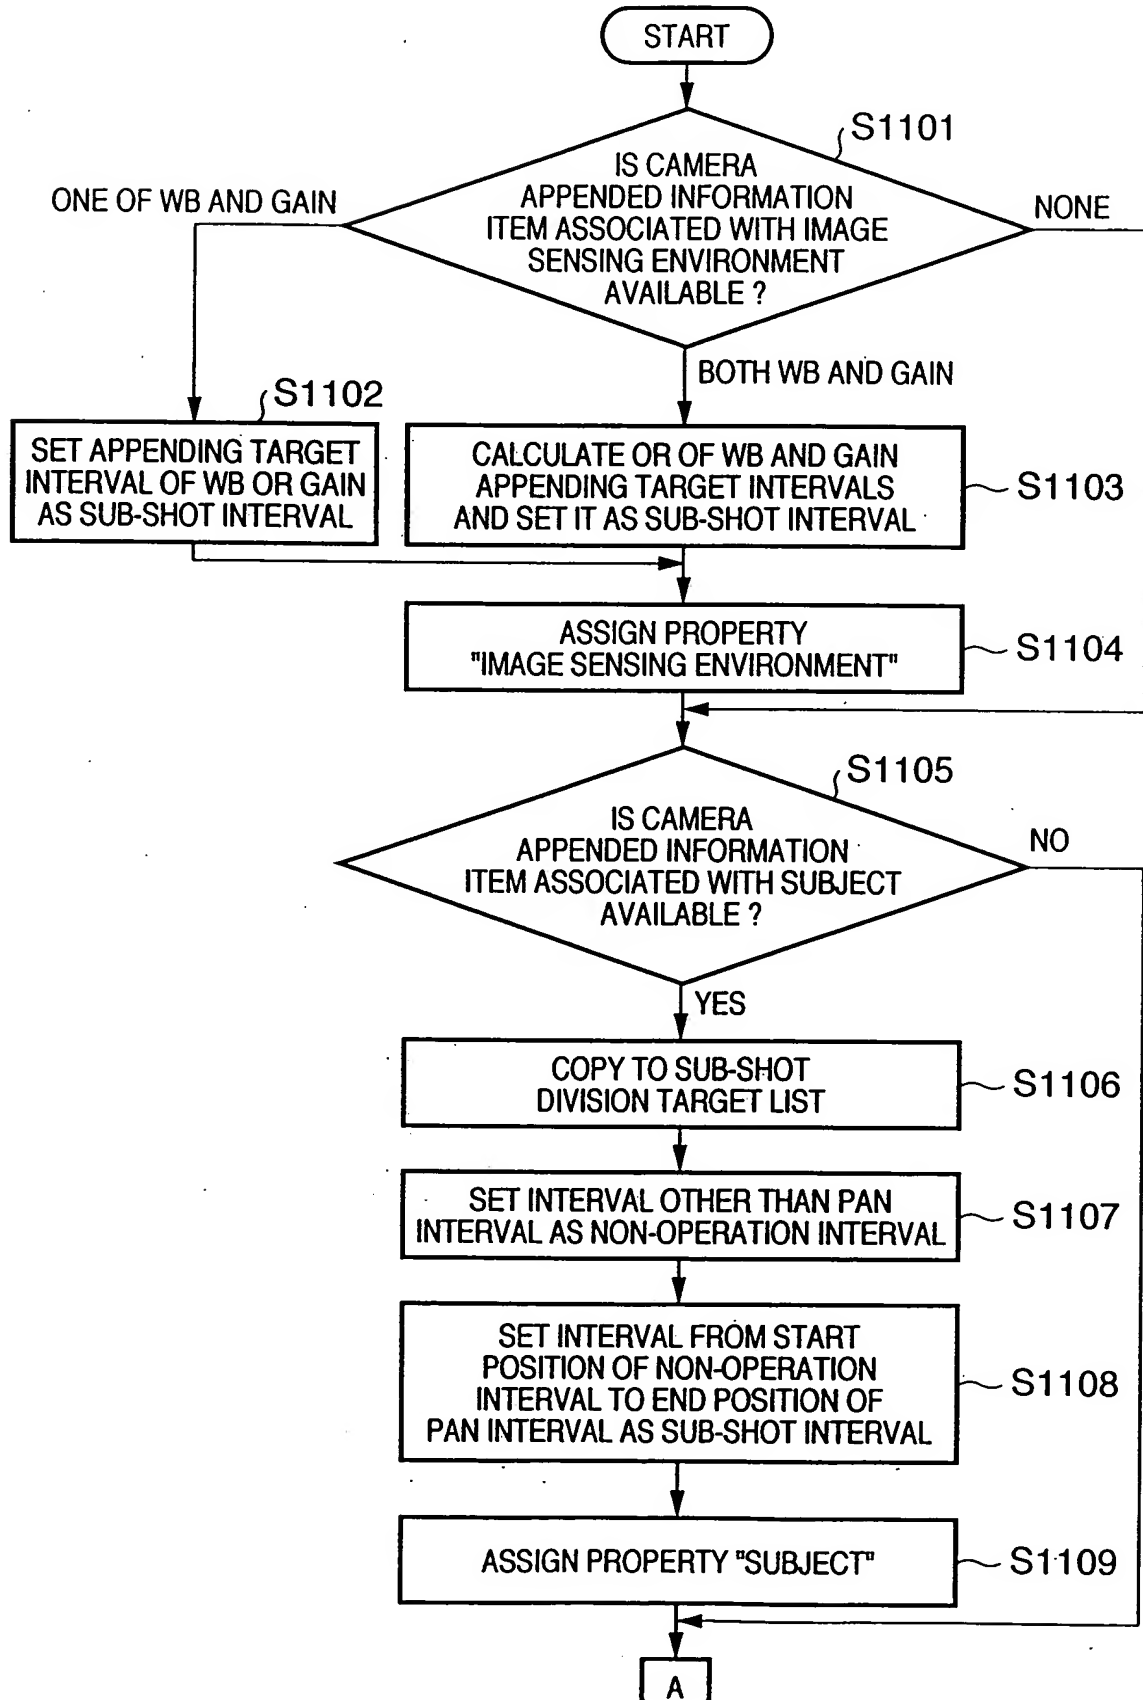 START
S1101
IS CAMERA
APPENDED INFORMATION
ITEM ASSOCIATED WITH IMAGE
SENSING ENVIRONMENT
AVAILABLE ?
ONE OF WB AND GAIN
NONE
BOTH WB AND GAIN
S1102
SET APPENDING TARGET
INTERVAL OF WB OR GAIN
AS SUB-SHOT INTERVAL
CALCULATE OR OF WB AND GAIN
APPENDING TARGET INTERVALS
AND SET IT AS SUB-SHOT INTERVAL
S1103
ASSIGN PROPERTY
"IMAGE SENSING ENVIRONMENT"
S1104
S1105
IS CAMERA
APPENDED INFORMATION
ITEM ASSOCIATED WITH SUBJECT
AVAILABLE ?
NO
YES
COPY TO SUB-SHOT
DIVISION TARGET LIST
S1106
SET INTERVAL OTHER THAN PAN
INTERVAL AS NON-OPERATION INTERVAL
S1107
SET INTERVAL FROM START
POSITION OF NON-OPERATION
INTERVAL TO END POSITION OF
PAN INTERVAL AS SUB-SHOT INTERVAL
S1108
ASSIGN PROPERTY "SUBJECT"
S1109
A